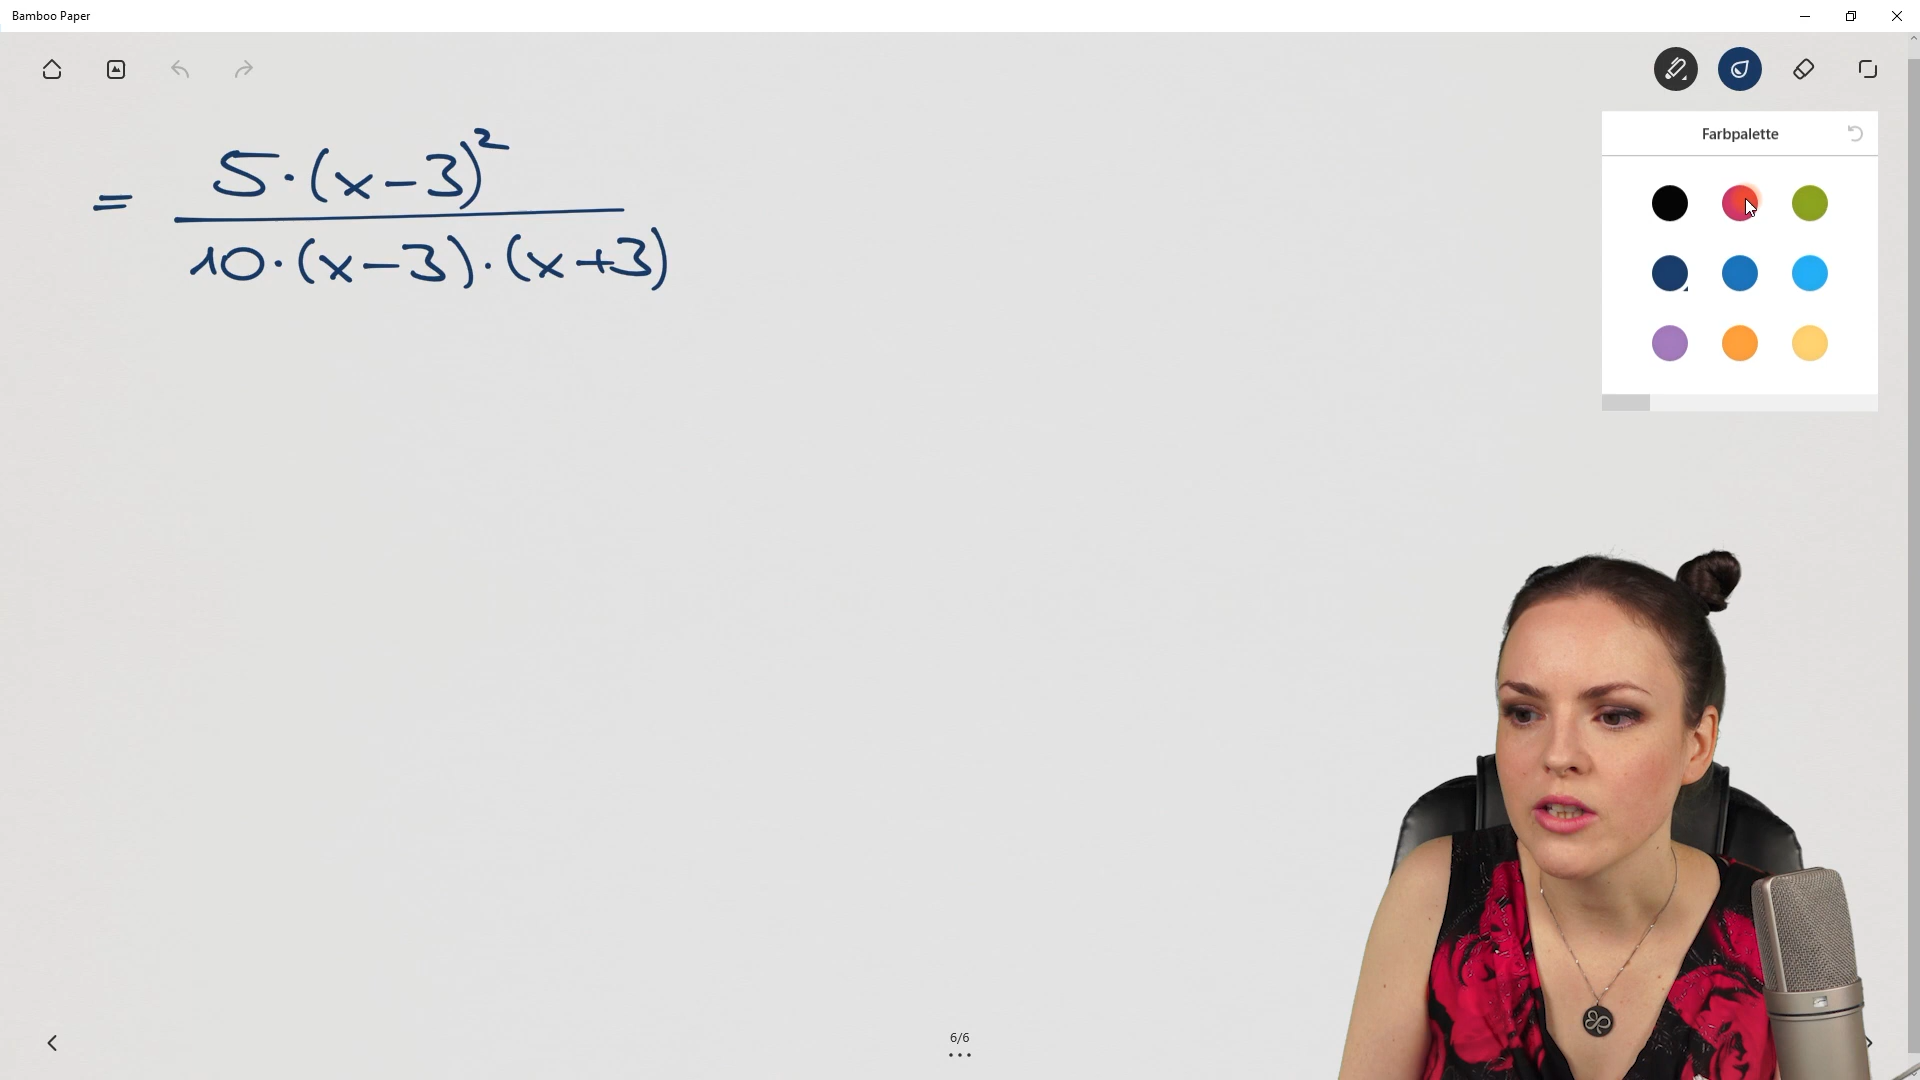 Bamboo Paper
Farbpalette
= 5·(x-3)²
10·(x-3)·(x+3)
6/6